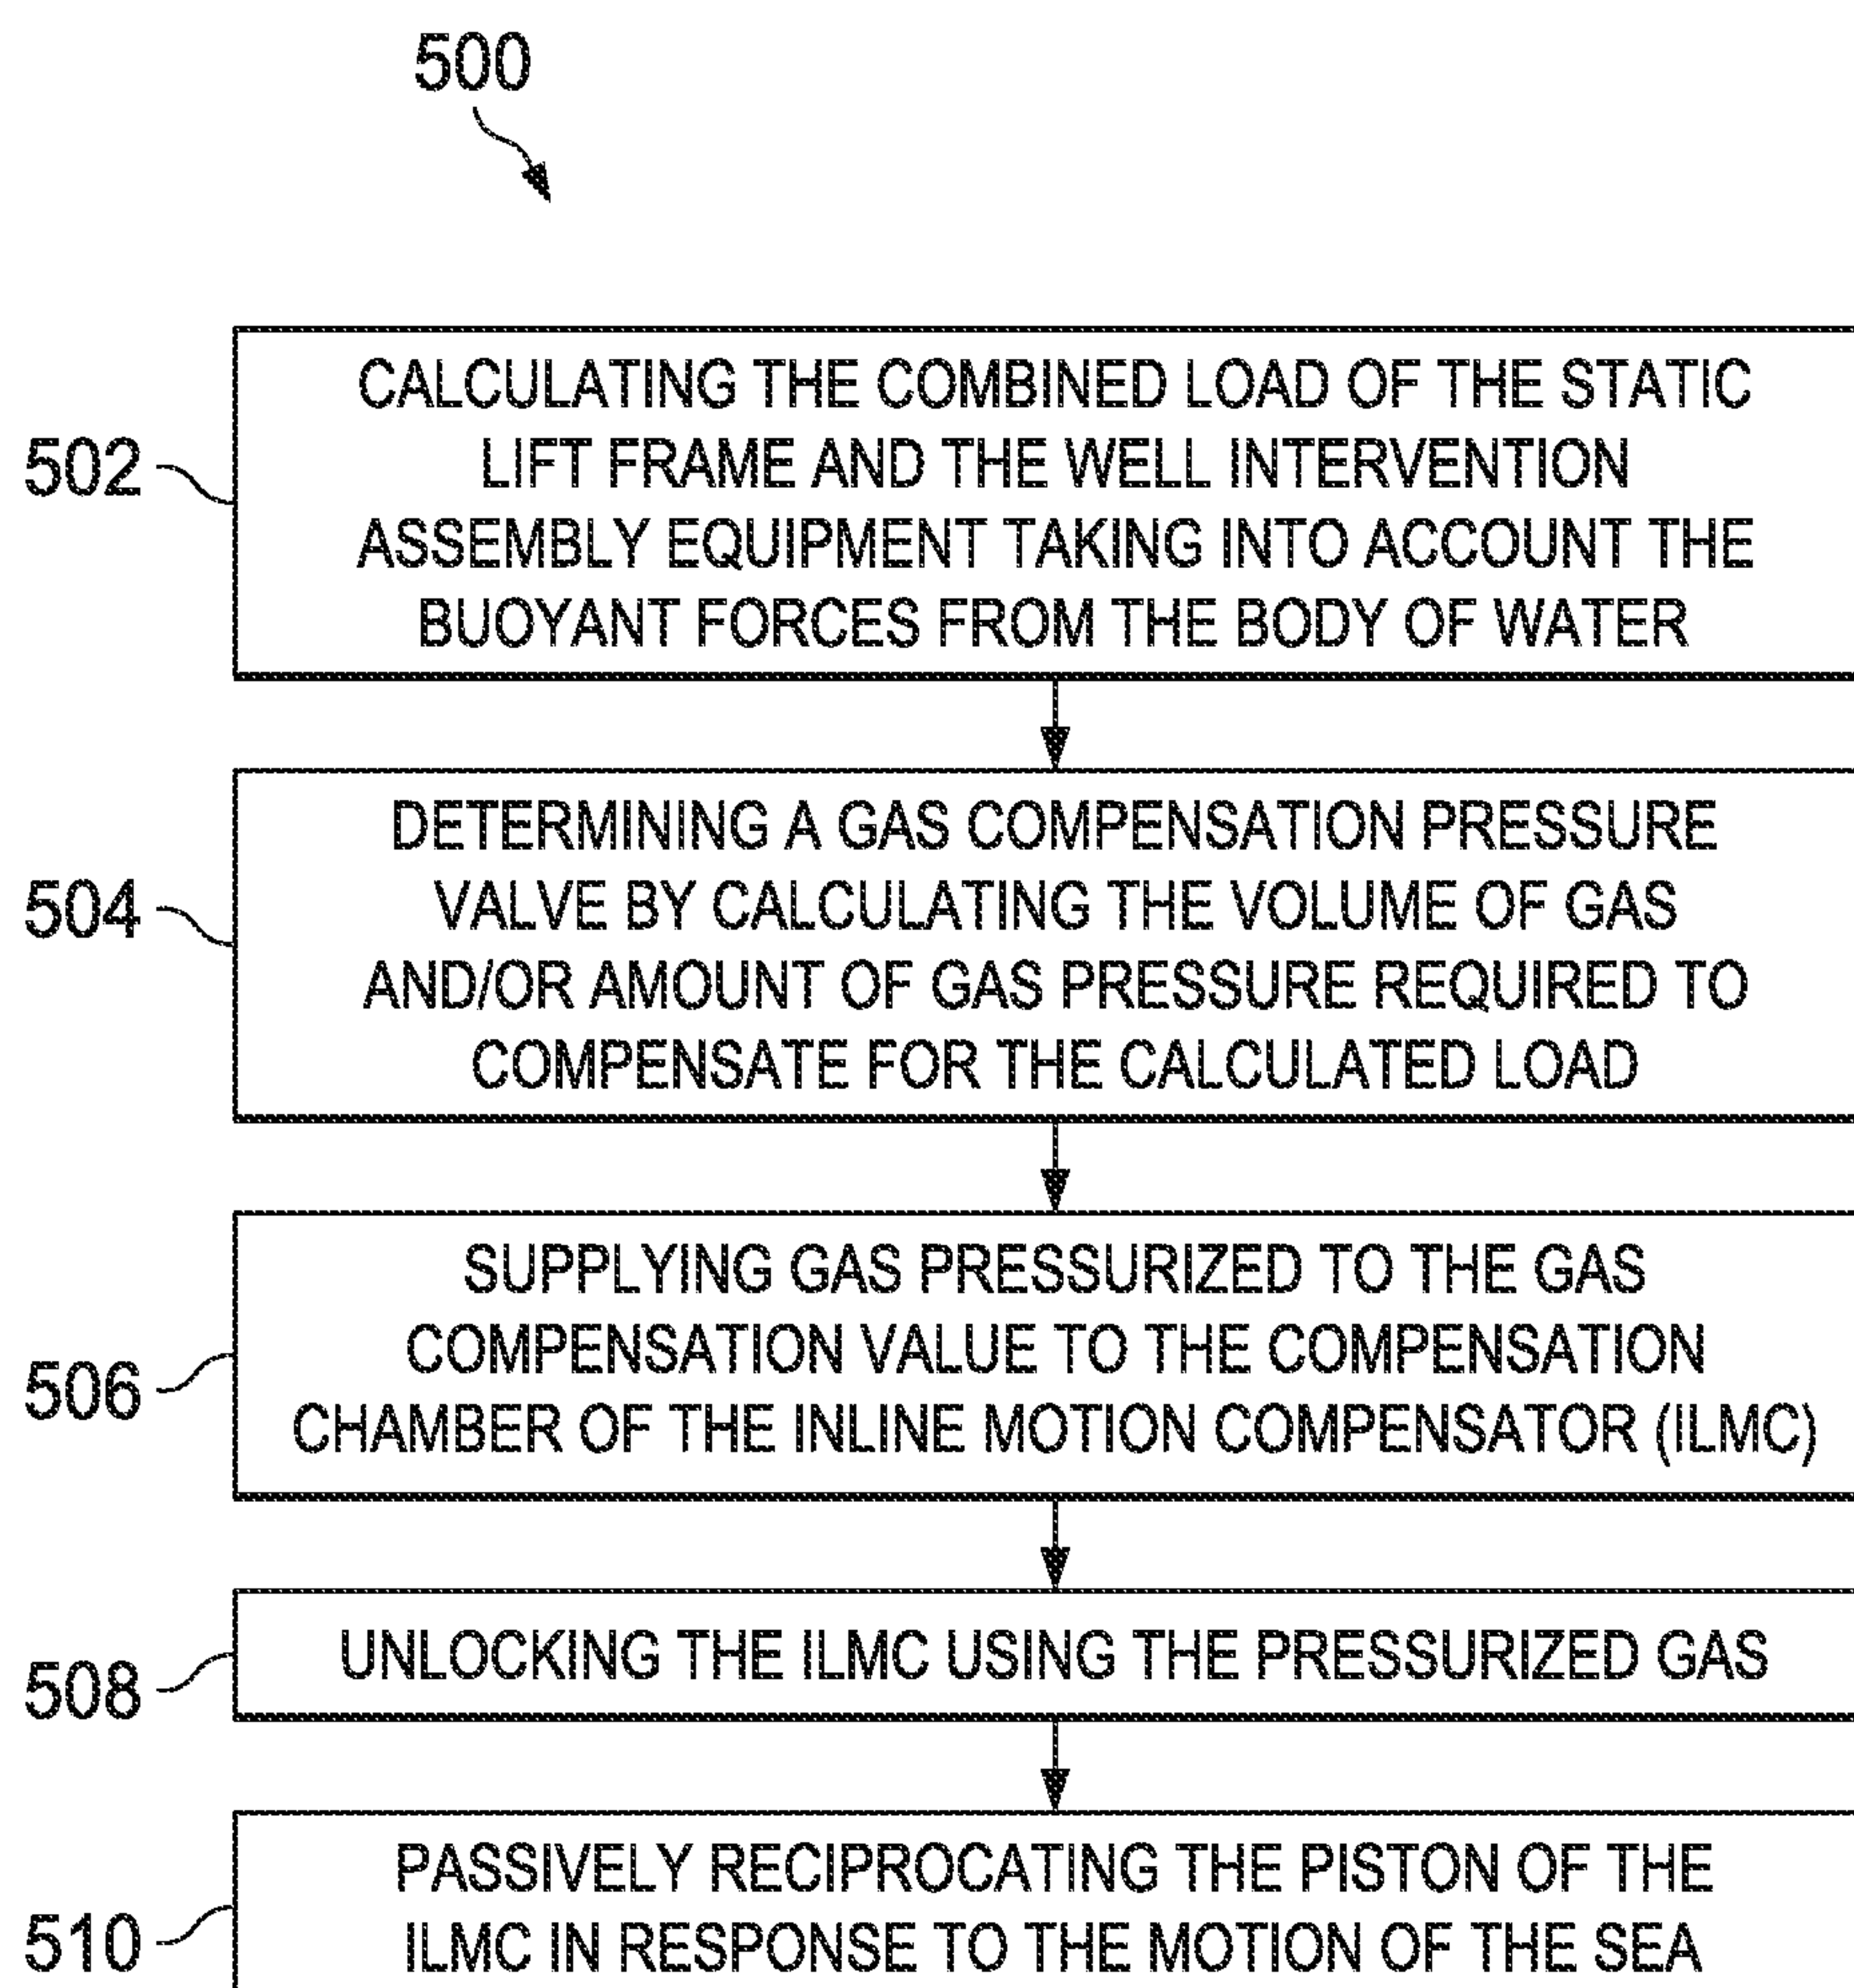 500
502
CALCULATING THE COMBINED LOAD OF THE STATIC
LIFT FRAME AND THE WELL INTERVENTION
ASSEMBLY EQUIPMENT TAKING INTO ACCOUNT THE
BUOYANT FORCES FROM THE BODY OF WATER
504
DETERMINING A GAS COMPENSATION PRESSURE
VALVE BY CALCULATING THE VOLUME OF GAS
AND/OR AMOUNT OF GAS PRESSURE REQUIRED TO
COMPENSATE FOR THE CALCULATED LOAD
506
SUPPLYING GAS PRESSURIZED TO THE GAS
COMPENSATION VALUE TO THE COMPENSATION
CHAMBER OF THE INLINE MOTION COMPENSATOR (ILMC)
508
UNLOCKING THE ILMC USING THE PRESSURIZED GAS
510
PASSIVELY RECIPROCATING THE PISTON OF THE
ILMC IN RESPONSE TO THE MOTION OF THE SEA